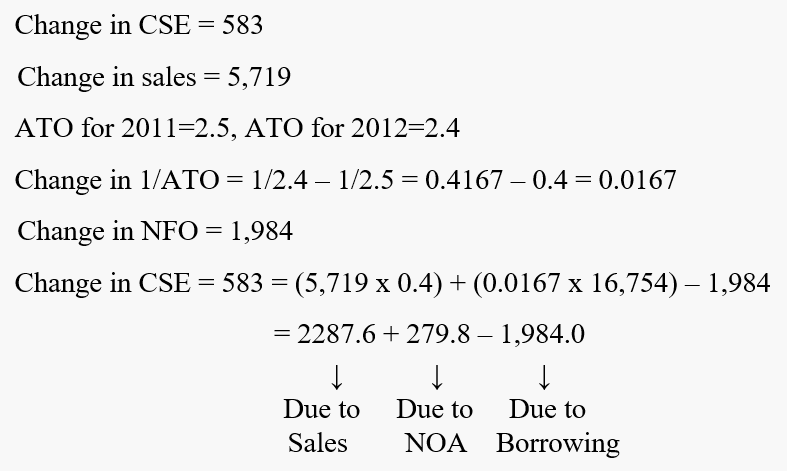 Change in CSE = 583
Change in sales = 5,719
ATO for 2011=2.5, ATO for 2012=2.4
Change in 1/ATO = 1/2.4 – 1/2.5 = 0.4167 – 0.4 = 0.0167
Change in NFO = 1,984
Change in CSE = 583 = (5,719 x 0.4) + (0.0167 x 16,754) – 1,984
= 2287.6 + 279.8 – 1,984.0
↓ ↓ ↓
Due to Due to Due to
Sales NOA Borrowing